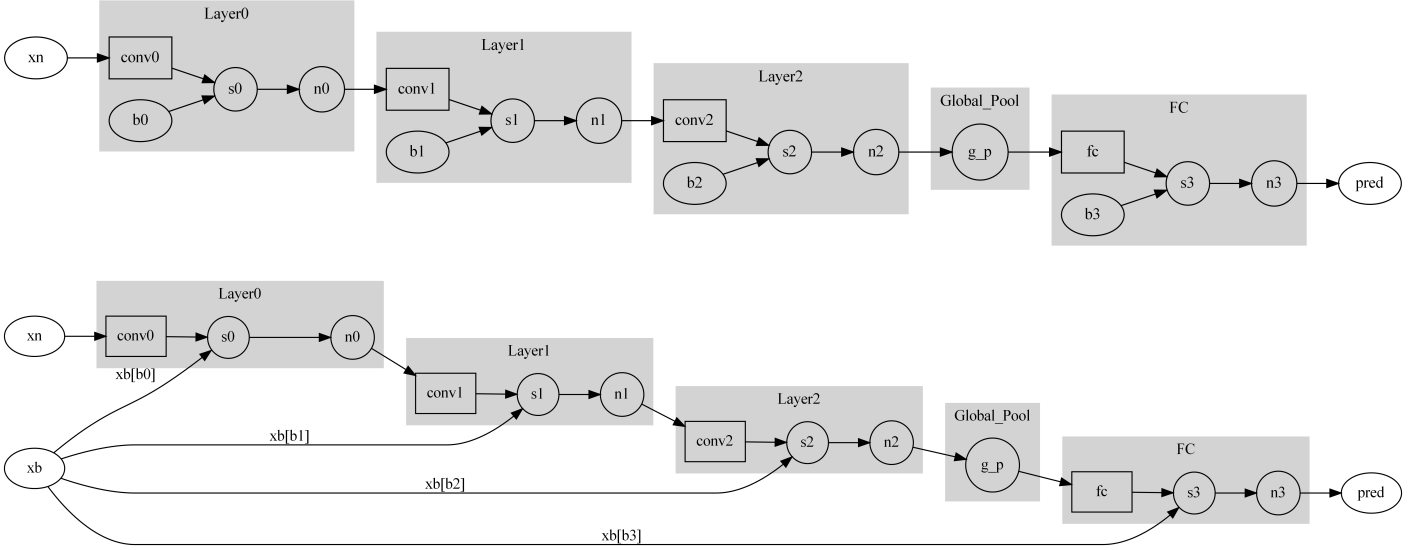 Layer0
xn
conv0
s0
n0
b0
Layer1
conv1
s1
n1
b1
Layer2
conv2
s2
n2
b2
Global_Pool
g_p
FC
fc
s3
n3
b3
pred
Layer0
xn
conv0
s0
n0
xb[b0]
Layer1
conv1
s1
n1
xb
xb[b1]
Layer2
conv2
s2
n2
xb[b2]
Global_Pool
g_p
FC
fc
s3
n3
pred
xb[b3]